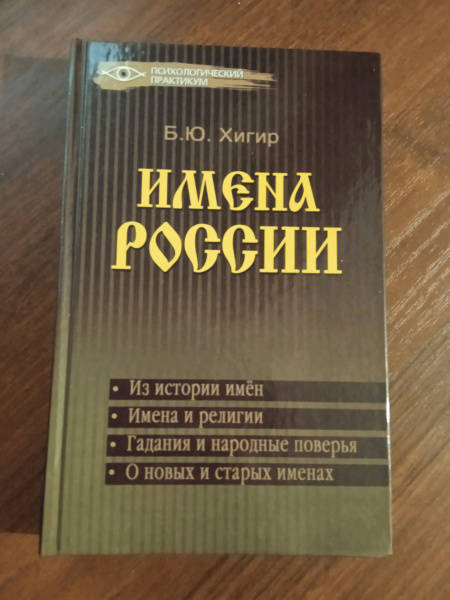 ПСИХОЛОГИЧЕСКИЙ
ПРАКТИКУМ
Б.Ю. Хигир
ИМЕНА
РОССИИ
• Из истории имён
• Имена и религии
• Гадания и народные поверья
• О новых и старых именах